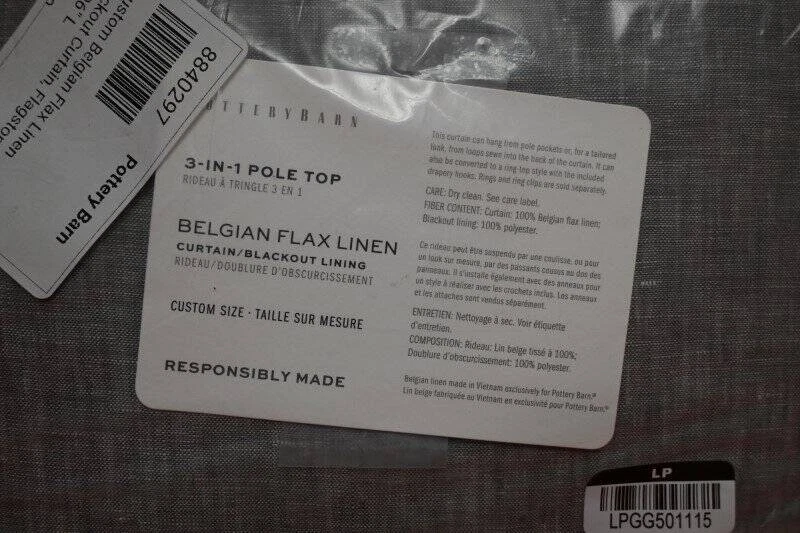 Custom Belgian Flax Linen
Blackout Curtain, Flagstone
96" L
8840297
Pottery Barn
POTTERYBARN
3-IN-1 POLE TOP
RIDEAU À TRINGLE 3 EN 1
BELGIAN FLAX LINEN
CURTAIN/BLACKOUT LINING
RIDEAU/DOUBLURE D'OBSCURCISSEMENT
CUSTOM SIZE · TAILLE SUR MESURE
RESPONSIBLY MADE
This curtain can hang from pole pockets or, for a tailored
look, from loops sewn into the back of the curtain. It can
also be converted to a ring top style with the included
drapery hooks. Rings and ring clips are sold separately.
CARE: Dry clean. See care label.
FIBER CONTENT: Curtain: 100% Belgian flax linen;
Blackout lining: 100% polyester.
Ce rideau peut être suspendu par une coulisse, ou pour
un look sur mesure, par des passants cousus au dos des
panneaux. Il s'installe également avec des anneaux pour
un style à réaliser avec les crochets inclus. Les anneaux
et les attaches sont vendus séparément.
ENTRETIEN: Nettoyage à sec. Voir étiquette
d'entretien.
COMPOSITION: Rideau: Lin belge tissé à 100%;
Doublure d'obscurcissement: 100% polyester.
Belgian linen made in Vietnam exclusively for Pottery Barn.®
Lin belge fabriquée au Vietnam en exclusivité pour Pottery Barn.®
LP
LPGG501115